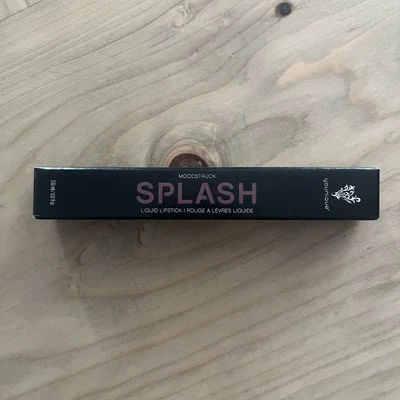 MOODSTRUCK
SPLASH
LIQUID LIPSTICK | ROUGE À LÈVRES LIQUIDE
younique